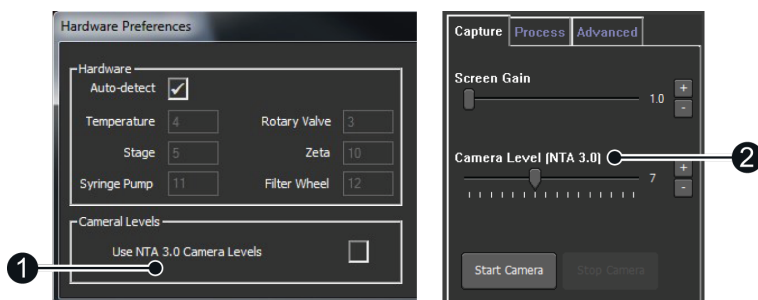 Hardware Preferences
Hardware
Auto-detect
Temperature 4 Rotary Valve 3
Stage 5 Zeta 10
Syringe Pump 11 Filter Wheel 12
Cameral Levels
Use NTA 3.0 Camera Levels
1
Capture Process Advanced
Screen Gain
1.0 +
-
Camera Level (NTA 3.0) 2
7 +
-
Start Camera Stop Camera